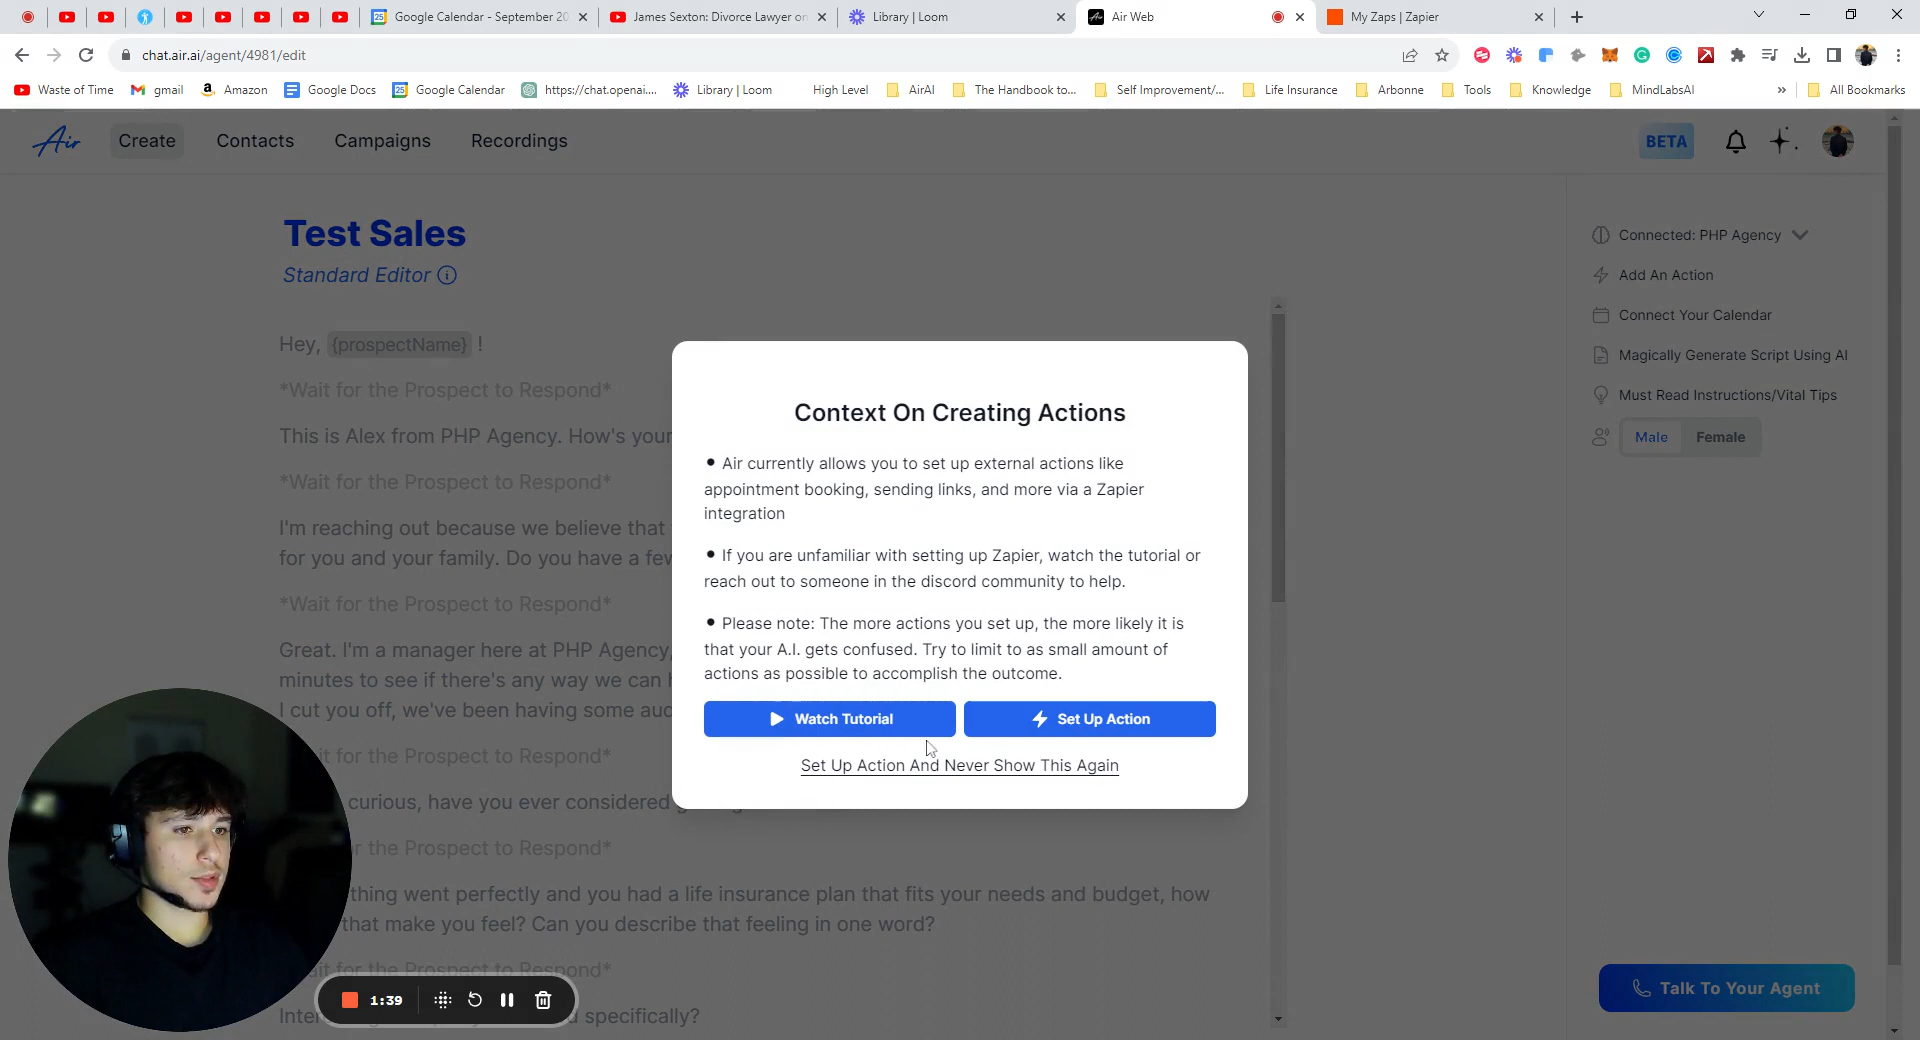 Google Calendar - September 20
James Sexton: Divorce Lawyer on
Library | Loom
Air Web
My Zaps | Zapier
chat.air.ai/agent/4981/edit
Waste of Time
gmail
Amazon
Google Docs
Google Calendar
https://chat.openai....
Library | Loom
High Level
AirAI
The Handbook to...
Self Improvement/...
Life Insurance
Arbonne
Tools
Knowledge
MindLabsAI
»
All Bookmarks
Air
Create
Contacts
Campaigns
Recordings
BETA
Test Sales
Standard Editor
Hey, {prospectName} !
*Wait for the Prospect to Respond*
This is Alex from PHP Agency. How's your
*Wait for the Prospect to Respond*
I'm reaching out because we believe that
for you and your family. Do you have a few
*Wait for the Prospect to Respond*
Great. I'm a manager here at PHP Agency,
minutes to see if there's any way we can
I cut you off, we've been having some
for the Prospect to Respond*
curious, have you ever considered
for the Prospect to Respond*
thing went perfectly and you had a life insurance plan that fits your needs and budget, how
that make you feel? Can you describe that feeling in one word?
for the Prospect to Respond*
specifically?
Context On Creating Actions
• Air currently allows you to set up external actions like
appointment booking, sending links, and more via a Zapier
integration
• If you are unfamiliar with setting up Zapier, watch the tutorial or
reach out to someone in the discord community to help.
• Please note: The more actions you set up, the more likely it is
that your A.I. gets confused. Try to limit to as small amount of
actions as possible to accomplish the outcome.
Watch Tutorial
Set Up Action
Set Up Action And Never Show This Again
Connected: PHP Agency
Add An Action
Connect Your Calendar
Magically Generate Script Using AI
Must Read Instructions/Vital Tips
Male
Female
1:39
Talk To Your Agent